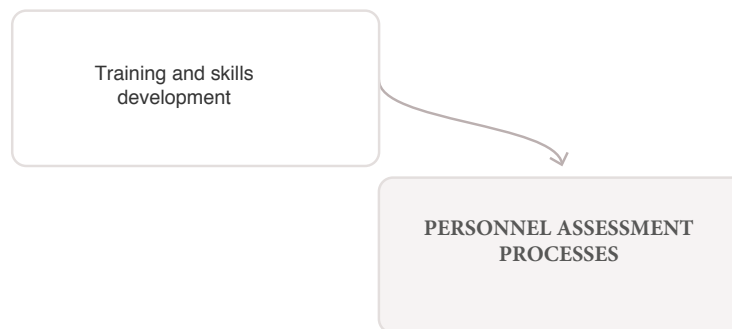 Training and skills
development
PERSONNEL ASSESSMENT
PROCESSES